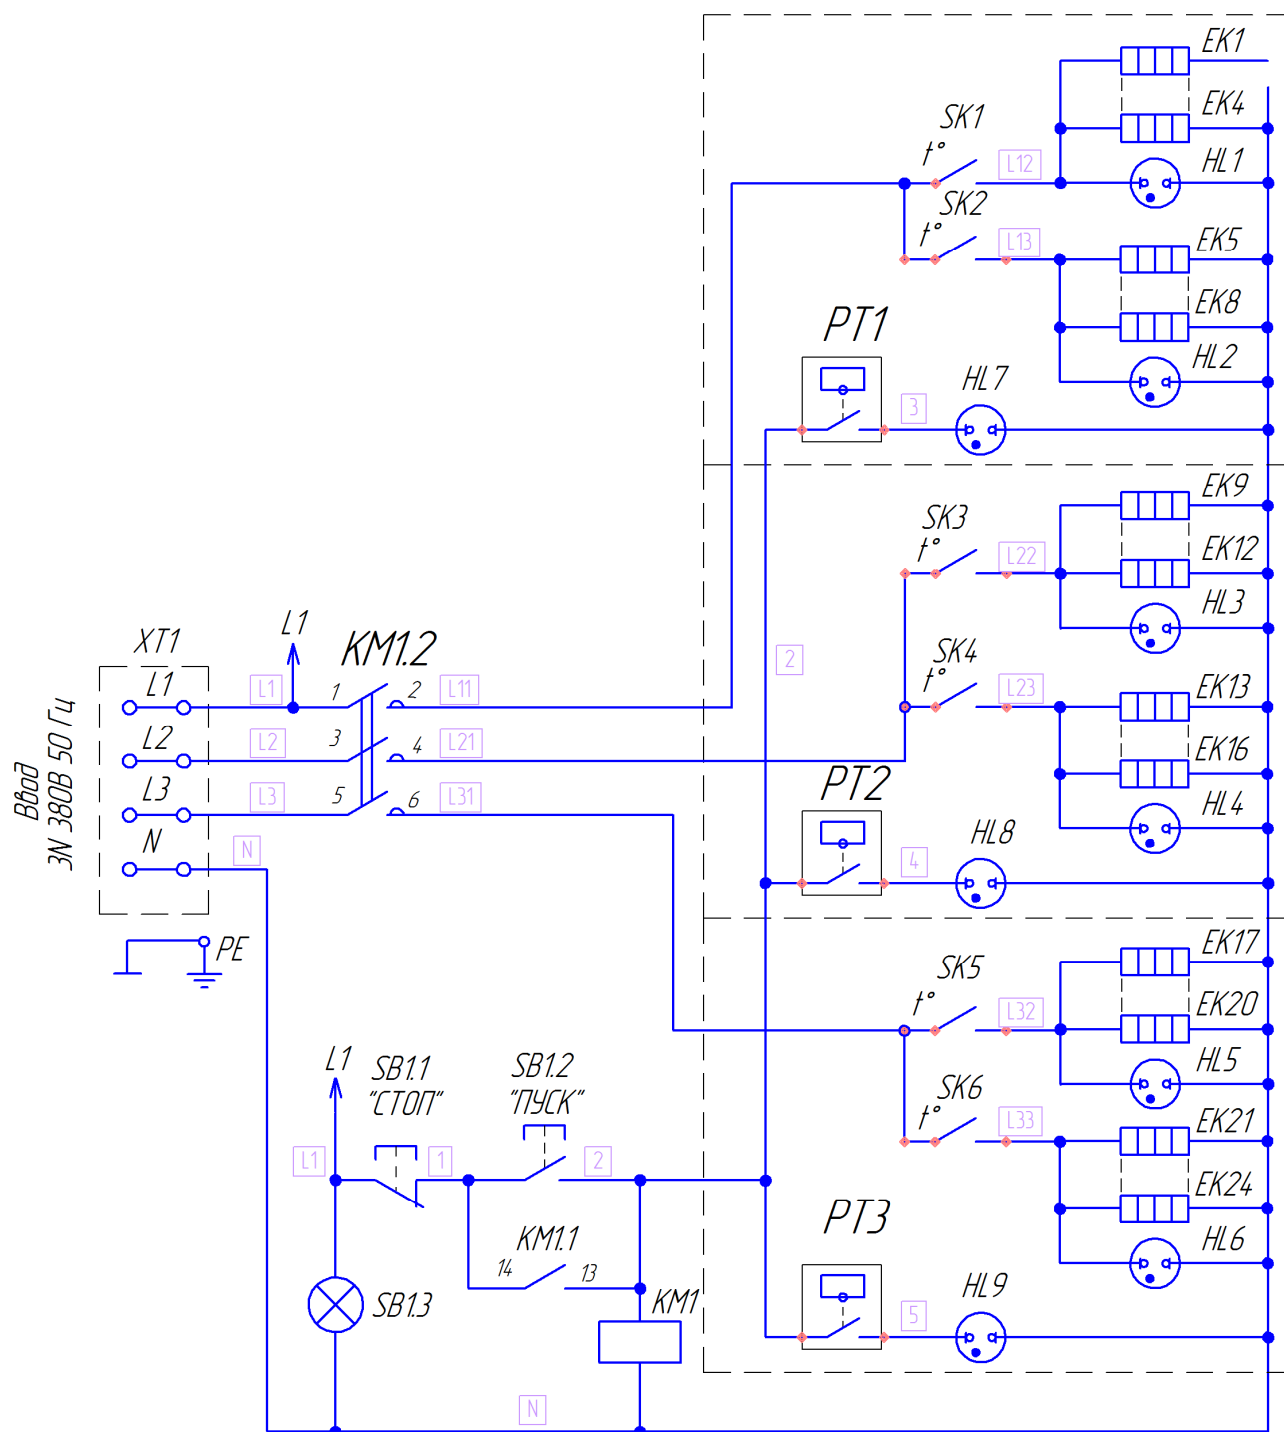 EK1
EK4
SK1
t°
L12
HL1
SK2
t°
L13
EK5
EK8
PT1
HL2
HL7
3
EK9
SK3
t°
L22
EK12
HL3
L1
XT1
KM1.2
2
SK4
t°
L23
EK13
L1
L1
1
2
L11
L2
L2
3
4
L21
EK16
PT2
L3
L3
5
6
L31
HL4
HL8
N
N
4
Ввод
3N 380В 50 Гц
PE
EK17
SK5
t°
L32
EK20
HL5
L1
SB1.1
"СТОП"
SB1.2
"ПУСК"
SK6
t°
L33
EK21
L1
1
2
EK24
PT3
KM1.1
14
13
HL6
SB1.3
KM1
HL9
5
N